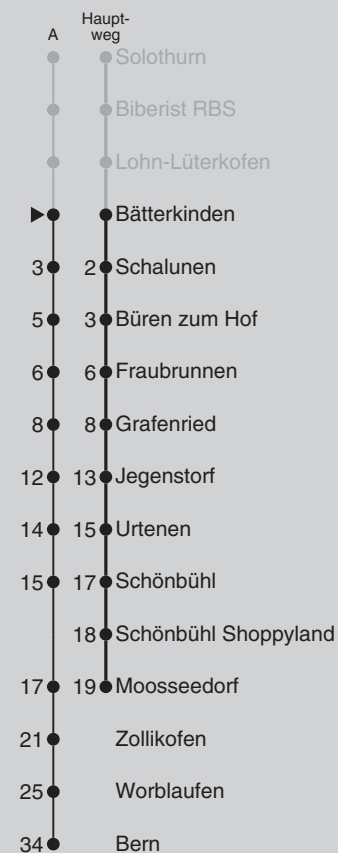 A Haupt-
weg
Solothurn
Biberist RBS
Lohn-Lüterkofen
Bätterkinden
3 2 Schalunen
5 3 Büren zum Hof
6 6 Fraubrunnen
8 8 Grafenried
12 13 Jegenstorf
14 15 Urtenen
15 17 Schönbühl
18 Schönbühl Shoppyland
17 19 Moosseedorf
21 Zollikofen
25 Worblaufen
34 Bern